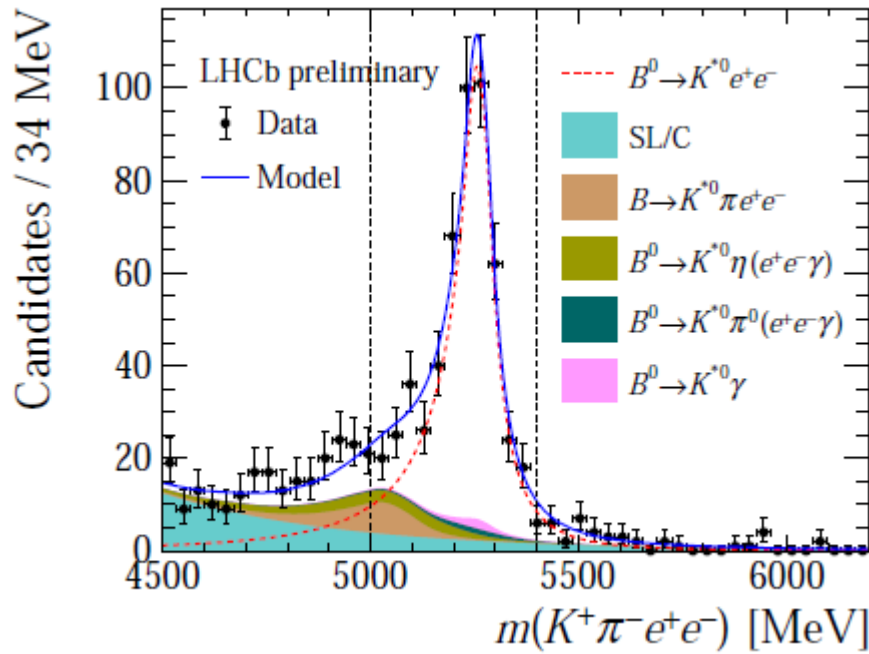 Candidates / 34 MeV
100
80
60
40
20
0
LHCb preliminary
Data
Model
B⁰→K*⁰e⁺e⁻
SL/C
B→K*⁰πe⁺e⁻
B⁰→K*⁰η(e⁺e⁻γ)
B⁰→K*⁰π⁰(e⁺e⁻γ)
B⁰→K*⁰γ
4500 5000 5500 6000
m(K⁺π⁻e⁺e⁻) [MeV]